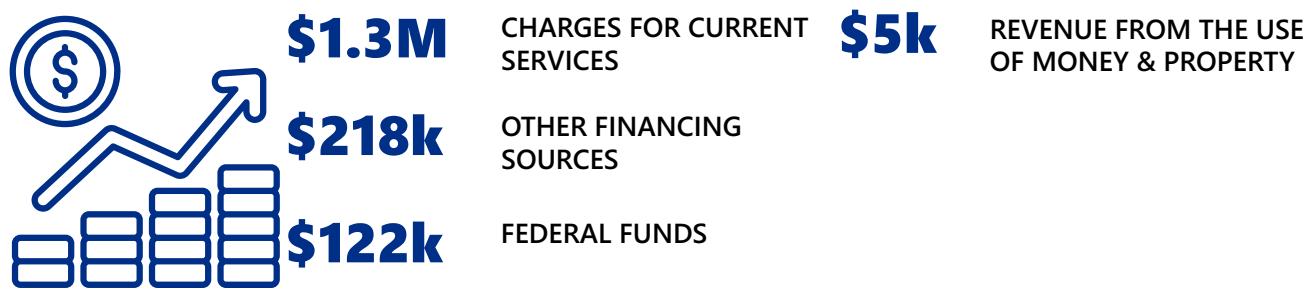 $1.3M
CHARGES FOR CURRENT
SERVICES
$218k
OTHER FINANCING
SOURCES
$122k
FEDERAL FUNDS
$5k
REVENUE FROM THE USE
OF MONEY & PROPERTY
$